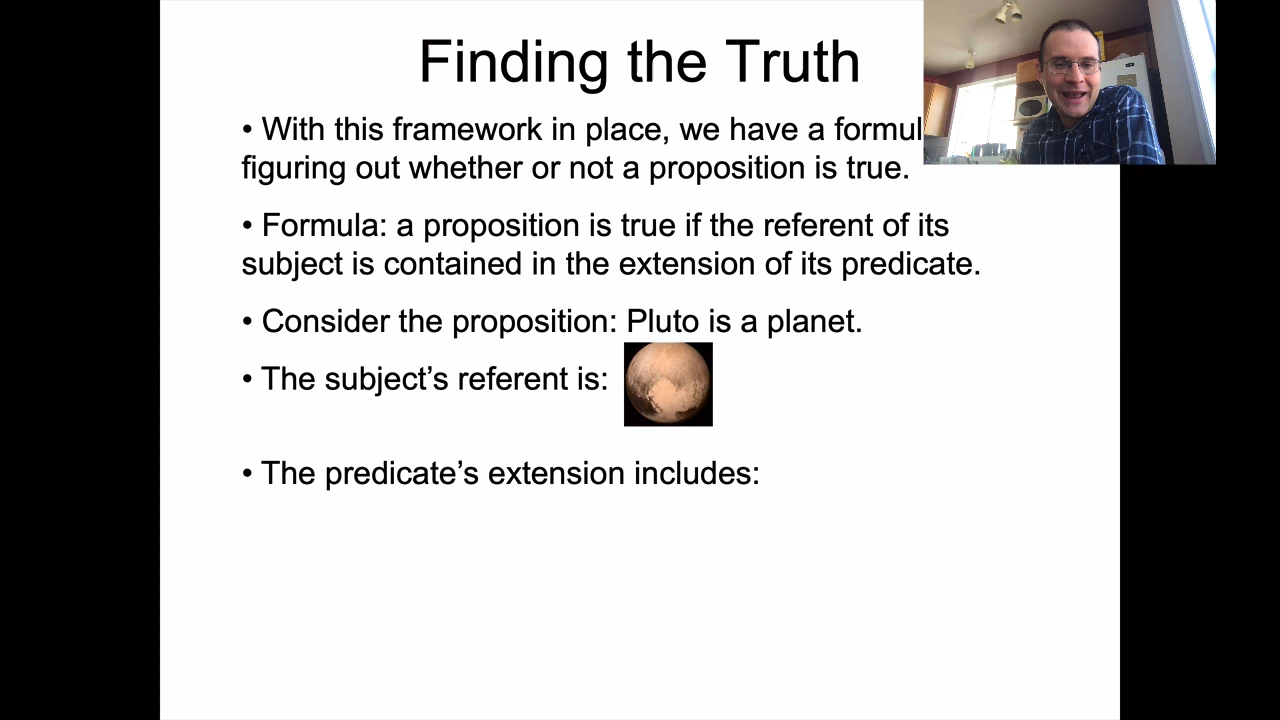 Finding the Truth
• With this framework in place, we have a
figuring out whether or not a proposition is true.
• Formula: a proposition is true if the referent of its
subject is contained in the extension of its predicate.
• Consider the proposition: Pluto is a planet.
• The subject’s referent is:
• The predicate’s extension includes: